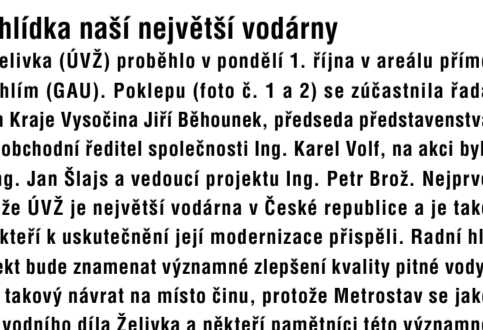 hlídka naší největší vodárny
elivka (ÚVŽ) proběhlo v pondělí 1. října v areálu přímo
hlím (GAU). Poklepu (foto č. 1 a 2) se zúčastnila řada
Kraje Vysočina Jiří Běhounek, předseda představenstva
obchodní ředitel společnosti Ing. Karel Volf, na akci byl
ng. Jan Šlajs a vedoucí projektu Ing. Petr Brož. Nejprve
že ÚVŽ je největší vodárna v České republice a je také
kteří k uskutečnění její modernizace přispěli. Radní hl
ekt bude znamenat významné zlepšení kvality pitné vody
takový návrat na místo činu, protože Metrostav se jako
vodního díla Želivka a někteří pamětníci této významné